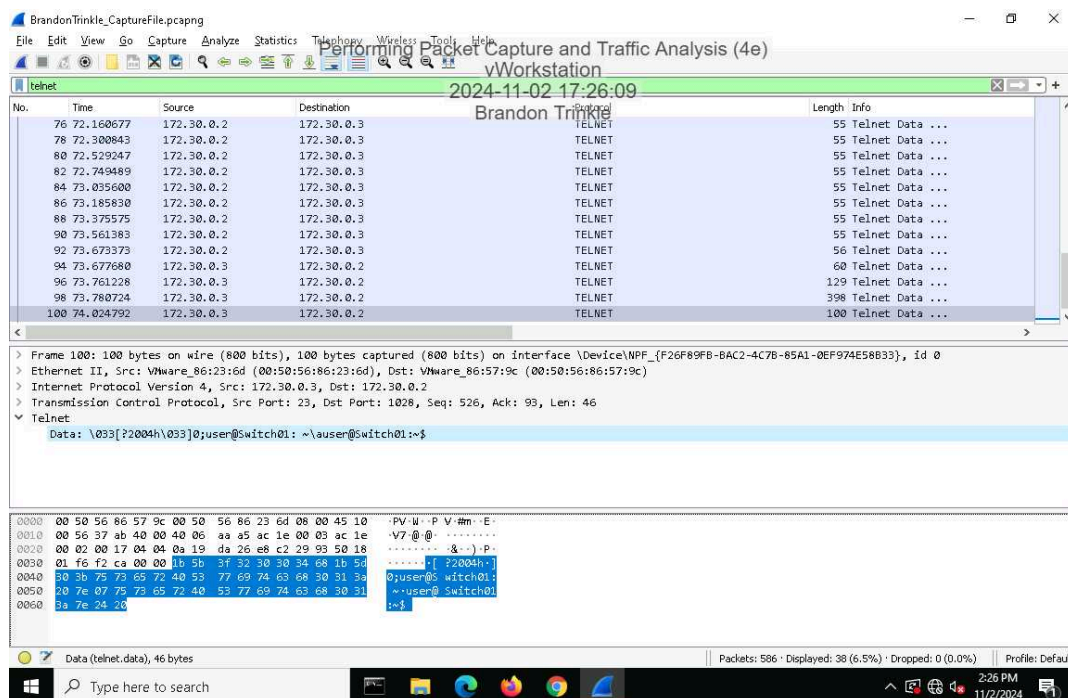 BrandonTrinkle_CaptureFile.pcapng
File Edit View Go Capture Analyze Statistics Telephony Wireless Tools Help
Performing Packet Capture and Traffic Analysis (4e)
vWorkstation
2024-11-02 17:26:09
Brandon Trinkle
telnet
No. Time Source Destination Protocol Length Info
76 72.160677 172.30.0.2 172.30.0.3 TELNET 55 Telnet Data ...
78 72.300843 172.30.0.2 172.30.0.3 TELNET 55 Telnet Data ...
80 72.529247 172.30.0.2 172.30.0.3 TELNET 55 Telnet Data ...
82 72.749489 172.30.0.2 172.30.0.3 TELNET 55 Telnet Data ...
84 73.035600 172.30.0.2 172.30.0.3 TELNET 55 Telnet Data ...
86 73.185830 172.30.0.2 172.30.0.3 TELNET 55 Telnet Data ...
88 73.375575 172.30.0.2 172.30.0.3 TELNET 55 Telnet Data ...
90 73.561383 172.30.0.2 172.30.0.3 TELNET 55 Telnet Data ...
92 73.673373 172.30.0.2 172.30.0.3 TELNET 56 Telnet Data ...
94 73.677680 172.30.0.3 172.30.0.2 TELNET 60 Telnet Data ...
96 73.761228 172.30.0.3 172.30.0.2 TELNET 129 Telnet Data ...
98 73.780724 172.30.0.3 172.30.0.2 TELNET 398 Telnet Data ...
100 74.024792 172.30.0.3 172.30.0.2 TELNET 100 Telnet Data ...
> Frame 100: 100 bytes on wire (800 bits), 100 bytes captured (800 bits) on interface \Device\NPF_{F26F89FB-BAC2-4C7B-85A1-0EF974E58B33}, id 0
> Ethernet II, Src: VMware_86:23:6d (00:50:56:86:23:6d), Dst: VMware_86:57:9c (00:50:56:86:57:9c)
> Internet Protocol Version 4, Src: 172.30.0.3, Dst: 172.30.0.2
> Transmission Control Protocol, Src Port: 23, Dst Port: 1028, Seq: 526, Ack: 93, Len: 46
Telnet
Data: \033[?2004h\033]0;user@Switch01: ~\auser@Switch01:~$
0000 00 50 56 86 57 9c 00 50 56 86 23 6d 08 00 45 10 ·PV·W··P V·#m··E·
0010 00 56 37 ab 40 00 40 06 aa a5 ac 1e 00 03 ac 1e ·V7·@·@· ········
0020 00 02 00 17 04 04 0a 19 da 26 e8 c2 29 93 50 18 ········ ·&··)·P·
0030 01 f6 f2 ca 00 00 1b 5b 3f 32 30 30 34 68 1b 5d ·······[ ?2004h·]
0040 30 3b 75 73 65 72 40 53 77 69 74 63 68 30 31 3a 0;user@S witch01:
0050 20 7e 07 75 73 65 72 40 53 77 69 74 63 68 30 31 ~·user@ Switch01
0060 3a 7e 24 20 :~$
Data (telnet.data), 46 bytes
Packets: 586 · Displayed: 38 (6.5%) · Dropped: 0 (0.0%)
Profile: Defau
Type here to search
2:26 PM
11/2/2024